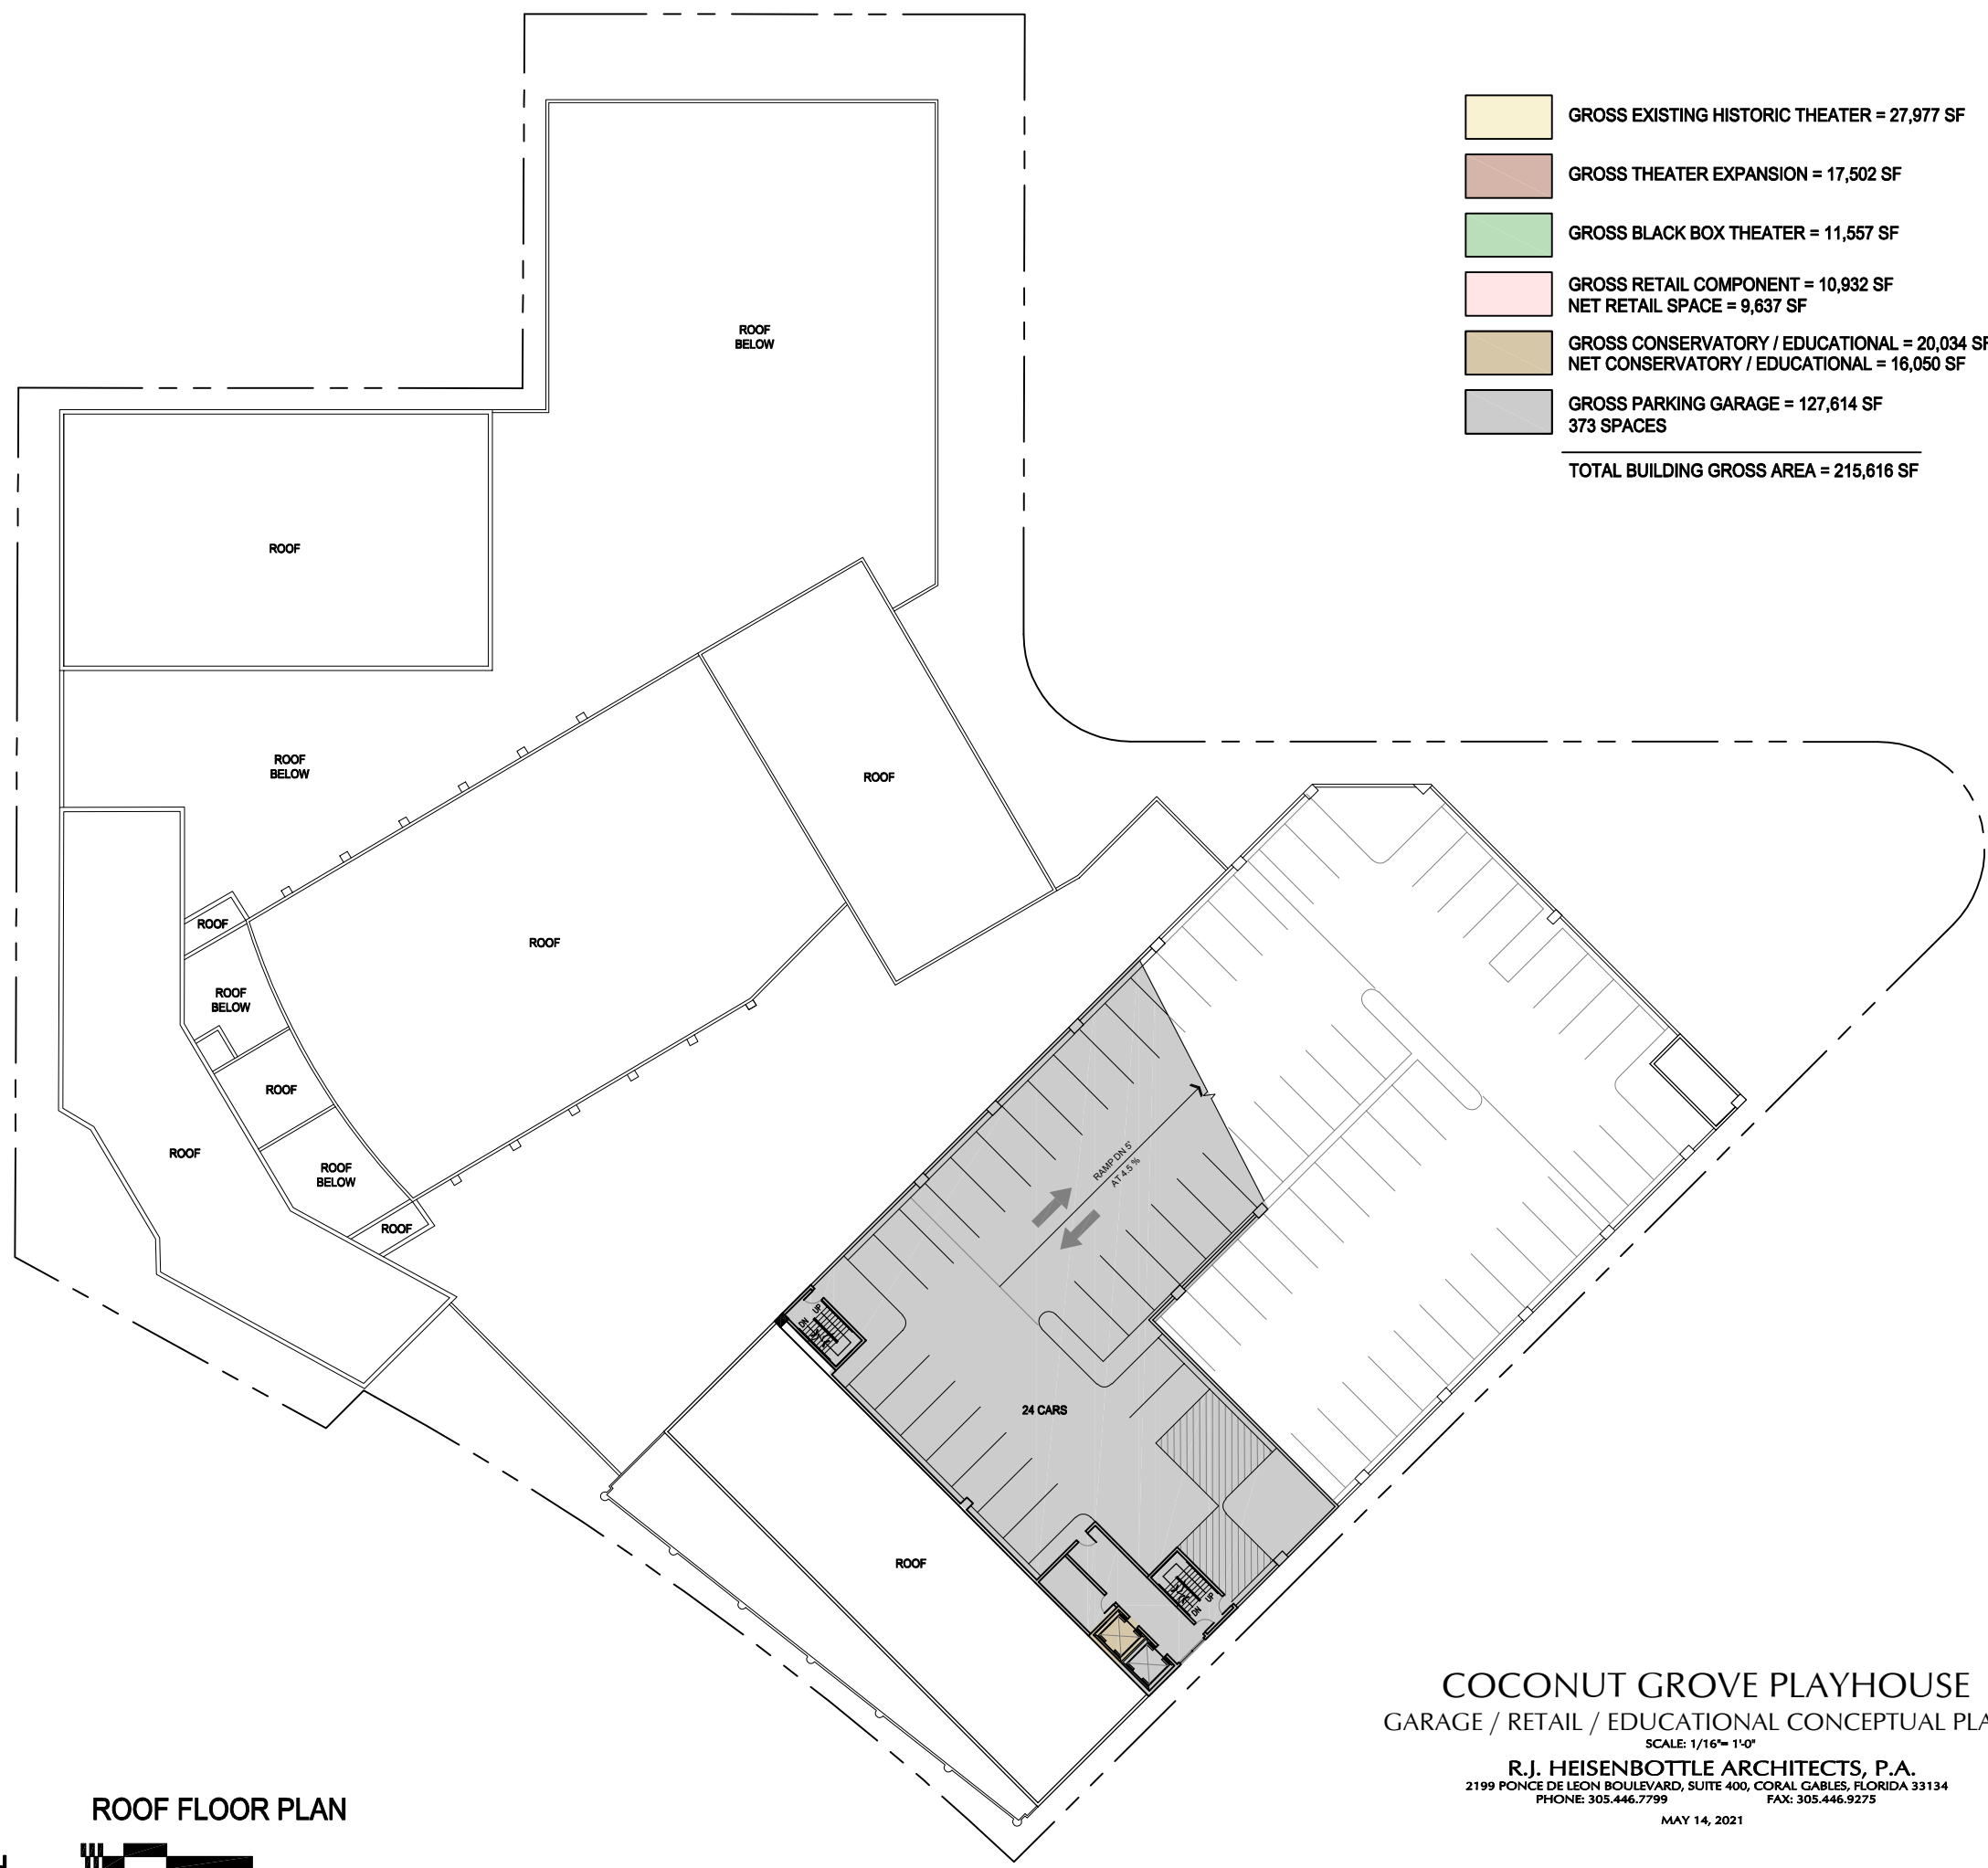 GROSS EXISTING HISTORIC THEATER = 27,977 SF
GROSS THEATER EXPANSION = 17,502 SF
GROSS BLACK BOX THEATER = 11,557 SF
GROSS RETAIL COMPONENT = 10,932 SF
NET RETAIL SPACE = 9,637 SF
GROSS CONSERVATORY / EDUCATIONAL = 20,034 SF
NET CONSERVATORY / EDUCATIONAL = 16,050 SF
GROSS PARKING GARAGE = 127,614 SF
373 SPACES
TOTAL BUILDING GROSS AREA = 215,616 SF
ROOF
BELOW
ROOF
ROOF
BELOW
ROOF
ROOF
ROOF
ROOF
BELOW
ROOF
ROOF
ROOF
BELOW
ROOF
RAMP DN 5'
AT 4.5 %
UP
DN
24 CARS
ROOF
UP
DN
COCONUT GROVE PLAYHOUSE
GARAGE / RETAIL / EDUCATIONAL CONCEPTUAL PLA
SCALE: 1/16"= 1'-0"
R.J. HEISENBOTTLE ARCHITECTS, P.A.
2199 PONCE DE LEON BOULEVARD, SUITE 400, CORAL GABLES, FLORIDA 33134
PHONE: 305.446.7799 FAX: 305.446.9275
MAY 14, 2021
ROOF FLOOR PLAN